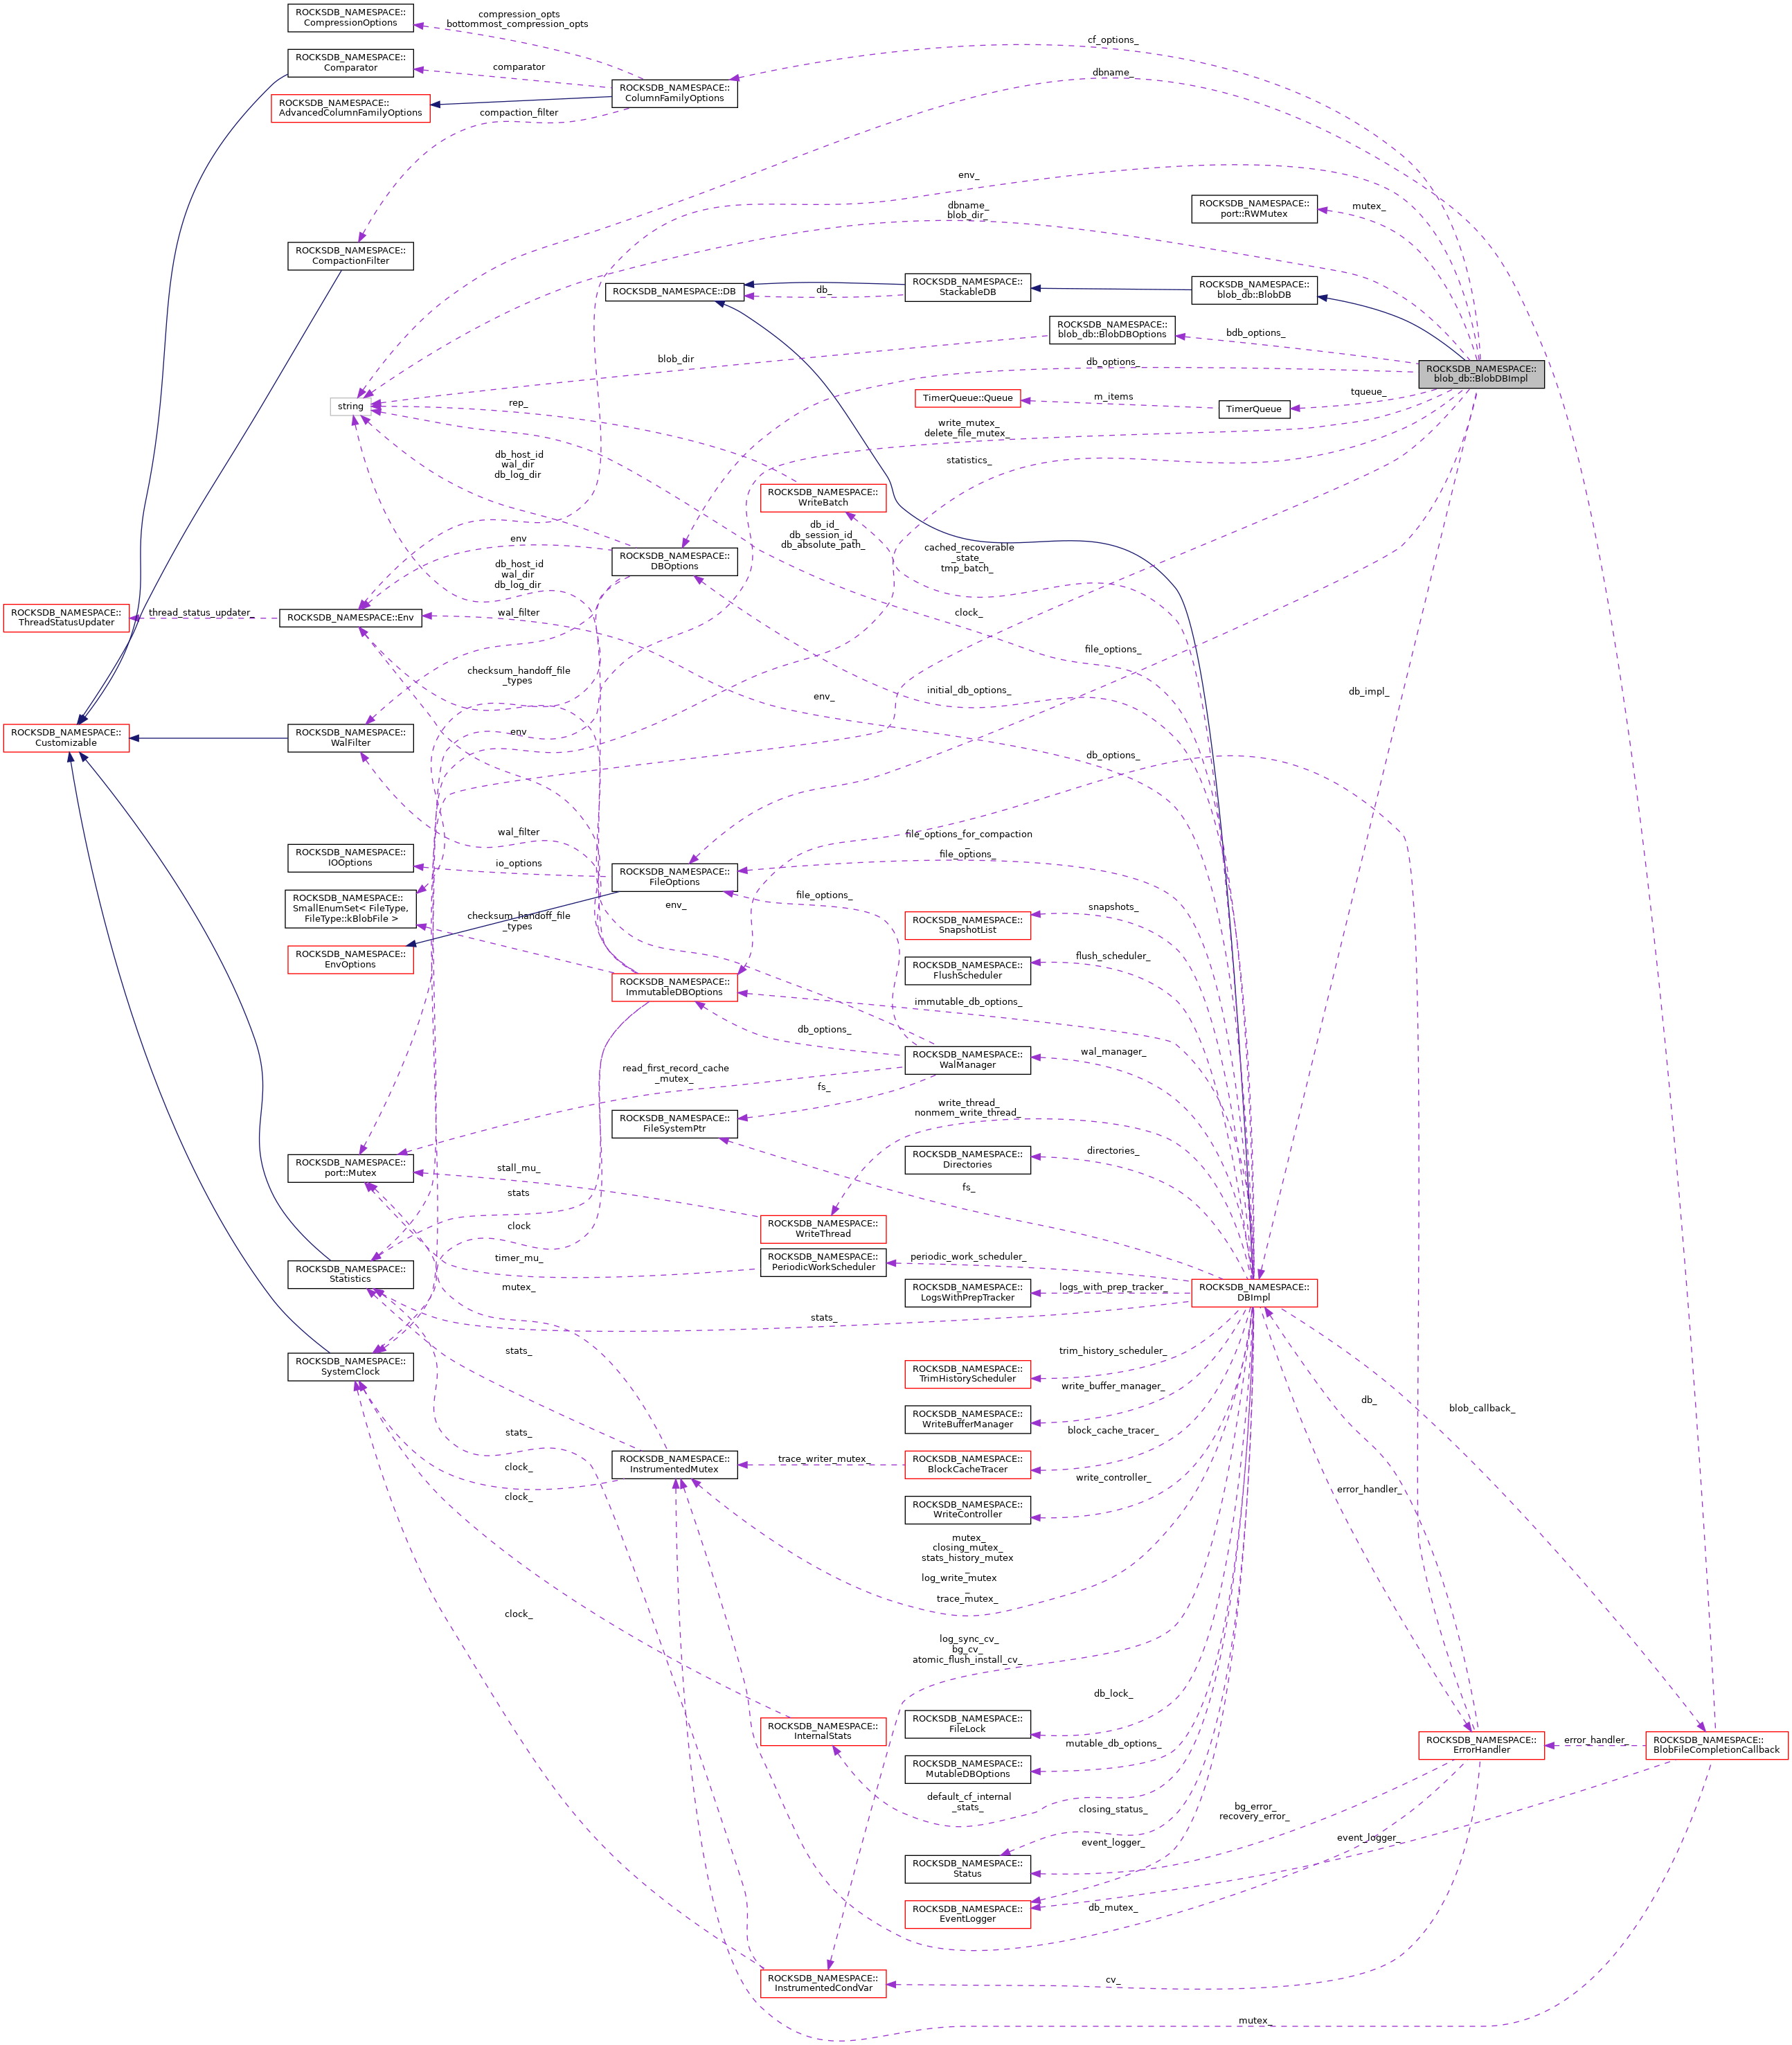 ROCKSDB_NAMESPACE::
CompressionOptions
compression_opts
bottommost_compression_opts
cf_options_
ROCKSDB_NAMESPACE::
Comparator
comparator
dbname_
ROCKSDB_NAMESPACE::
ColumnFamilyOptions
ROCKSDB_NAMESPACE::
AdvancedColumnFamilyOptions
compaction_filter
env_
ROCKSDB_NAMESPACE::
port::RWMutex
mutex_
dbname_
blob_dir_
ROCKSDB_NAMESPACE::
CompactionFilter
ROCKSDB_NAMESPACE::DB
db_
ROCKSDB_NAMESPACE::
StackableDB
ROCKSDB_NAMESPACE::
blob_db::BlobDB
ROCKSDB_NAMESPACE::
blob_db::BlobDBOptions
bdb_options_
blob_dir
db_options_
ROCKSDB_NAMESPACE::
blob_db::BlobDBImpl
string
rep_
TimerQueue::Queue
m_items
TimerQueue
tqueue_
write_mutex_
delete_file_mutex_
db_host_id
wal_dir
db_log_dir
statistics_
ROCKSDB_NAMESPACE::
WriteBatch
db_id_
db_session_id_
db_absolute_path_
env
ROCKSDB_NAMESPACE::
DBOptions
cached_recoverable
_state_
tmp_batch_
db_host_id
wal_dir
db_log_dir
ROCKSDB_NAMESPACE::
ThreadStatusUpdater
thread_status_updater_
ROCKSDB_NAMESPACE::Env
wal_filter
clock_
file_options_
checksum_handoff_file
_types
initial_db_options_
env_
db_impl_
ROCKSDB_NAMESPACE::
Customizable
ROCKSDB_NAMESPACE::
WalFilter
env
db_options_
wal_filter
file_options_for_compaction
_
file_options_
ROCKSDB_NAMESPACE::
IOOptions
io_options
ROCKSDB_NAMESPACE::
FileOptions
ROCKSDB_NAMESPACE::
SmallEnumSet< FileType,
FileType::kBlobFile >
checksum_handoff_file
_types
file_options_
env_
snapshots_
ROCKSDB_NAMESPACE::
SnapshotList
ROCKSDB_NAMESPACE::
EnvOptions
flush_scheduler_
ROCKSDB_NAMESPACE::
FlushScheduler
ROCKSDB_NAMESPACE::
ImmutableDBOptions
immutable_db_options_
db_options_
ROCKSDB_NAMESPACE::
WalManager
wal_manager_
read_first_record_cache
_mutex_
fs_
ROCKSDB_NAMESPACE::
FileSystemPtr
write_thread_
nonmem_write_thread_
ROCKSDB_NAMESPACE::
port::Mutex
stall_mu_
ROCKSDB_NAMESPACE::
Directories
directories_
stats
fs_
clock
ROCKSDB_NAMESPACE::
WriteThread
ROCKSDB_NAMESPACE::
Statistics
timer_mu_
ROCKSDB_NAMESPACE::
PeriodicWorkScheduler
periodic_work_scheduler_
mutex_
ROCKSDB_NAMESPACE::
LogsWithPrepTracker
logs_with_prep_tracker_
ROCKSDB_NAMESPACE::
DBImpl
stats_
ROCKSDB_NAMESPACE::
SystemClock
stats_
trim_history_scheduler_
ROCKSDB_NAMESPACE::
TrimHistoryScheduler
write_buffer_manager_
ROCKSDB_NAMESPACE::
WriteBufferManager
db_
blob_callback_
stats_
block_cache_tracer_
clock_
ROCKSDB_NAMESPACE::
InstrumentedMutex
trace_writer_mutex_
ROCKSDB_NAMESPACE::
BlockCacheTracer
write_controller_
error_handler_
clock_
ROCKSDB_NAMESPACE::
WriteController
mutex_
closing_mutex_
stats_history_mutex
_
log_write_mutex
_
trace_mutex_
clock_
log_sync_cv_
bg_cv_
atomic_flush_install_cv_
db_lock_
ROCKSDB_NAMESPACE::
FileLock
ROCKSDB_NAMESPACE::
InternalStats
mutable_db_options_
ROCKSDB_NAMESPACE::
ErrorHandler
error_handler_
ROCKSDB_NAMESPACE::
BlobFileCompletionCallback
ROCKSDB_NAMESPACE::
MutableDBOptions
default_cf_internal
_stats_
closing_status_
bg_error_
recovery_error_
event_logger_
event_logger_
ROCKSDB_NAMESPACE::
Status
ROCKSDB_NAMESPACE::
EventLogger
db_mutex_
ROCKSDB_NAMESPACE::
InstrumentedCondVar
cv_
mutex_